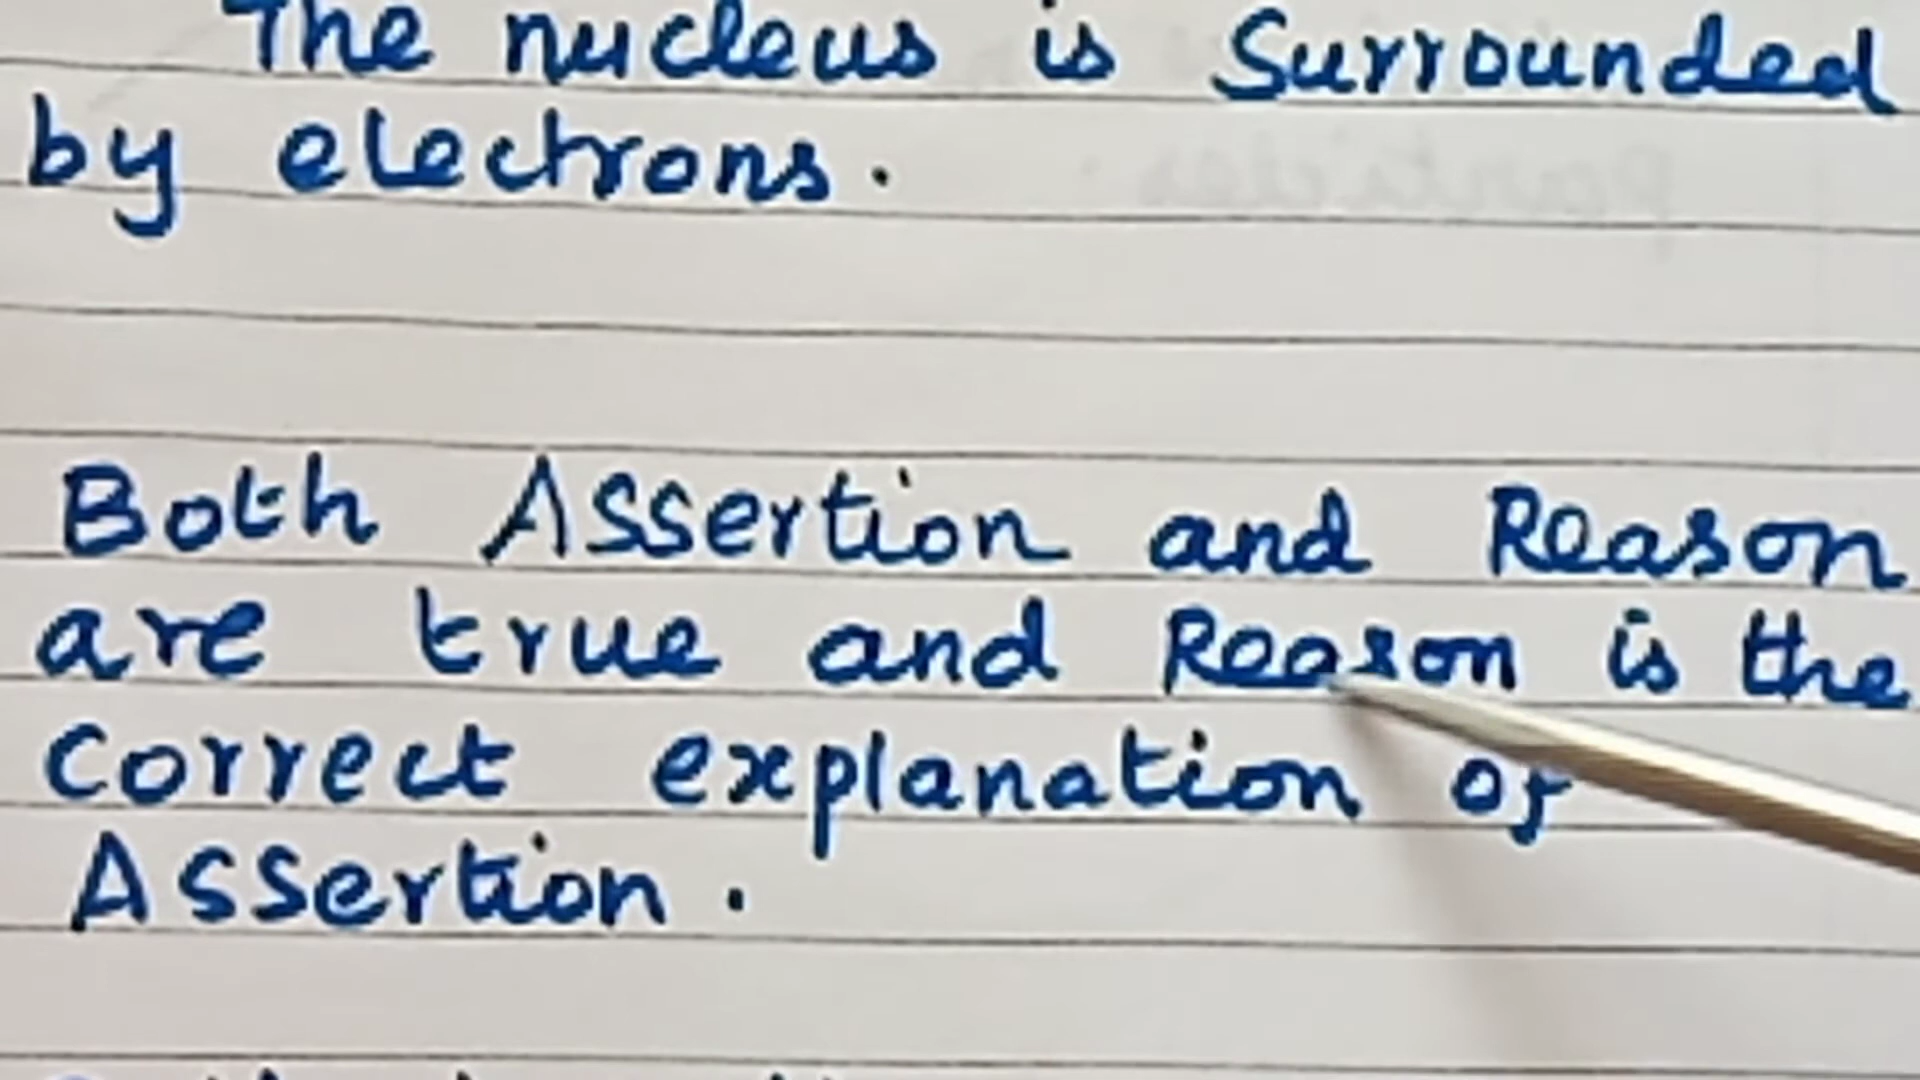 The nucleus is Surrounded
by electrons.
Both Assertion and Reason
are true and Reason is the
Correct explanation of
Assertion.